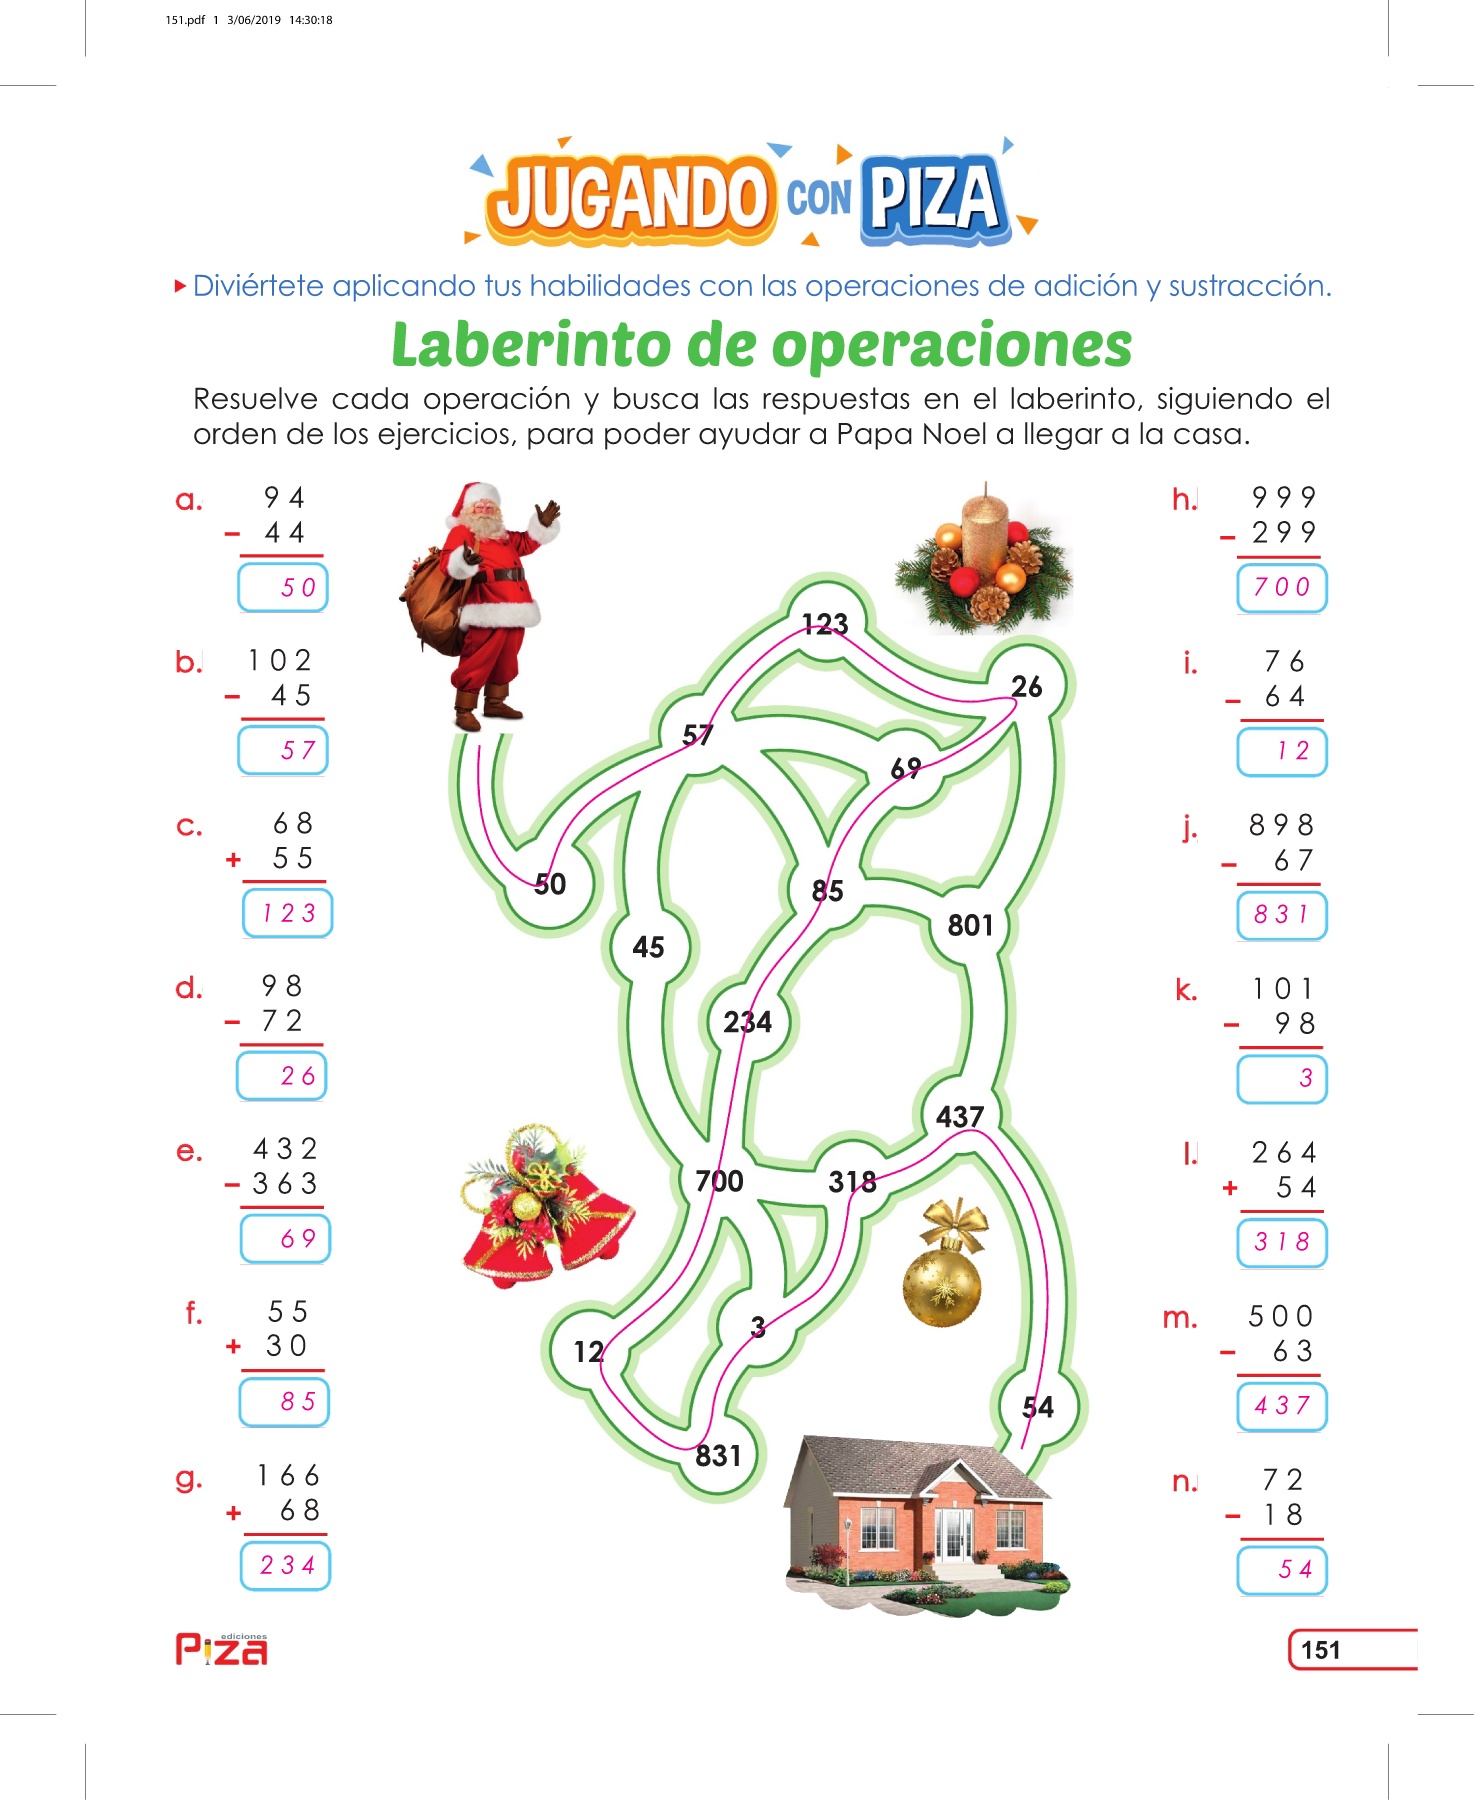 151.pdf 1 3/06/2019 14:30:18
JUGANDO CON PIZA
Diviértete aplicando tus habilidades con las operaciones de adición y sustracción.
Laberinto de operaciones
Resuelve cada operación y busca las respuestas en el laberinto, siguiendo el
orden de los ejercicios, para poder ayudar a Papa Noel a llegar a la casa.
a.
94
– 44
50
b.
102
– 45
57
c.
68
+ 55
123
d.
98
– 72
26
e.
432
– 363
69
f.
55
+ 30
85
g.
166
+ 68
234
123
26
57
69
50
85
801
45
234
437
700
318
3
12
54
831
h.
999
– 299
700
i.
76
– 64
12
j.
898
– 67
831
k.
101
– 98
3
l.
264
+ 54
318
m.
500
– 63
437
n.
72
– 18
54
ediciones
Piza
151